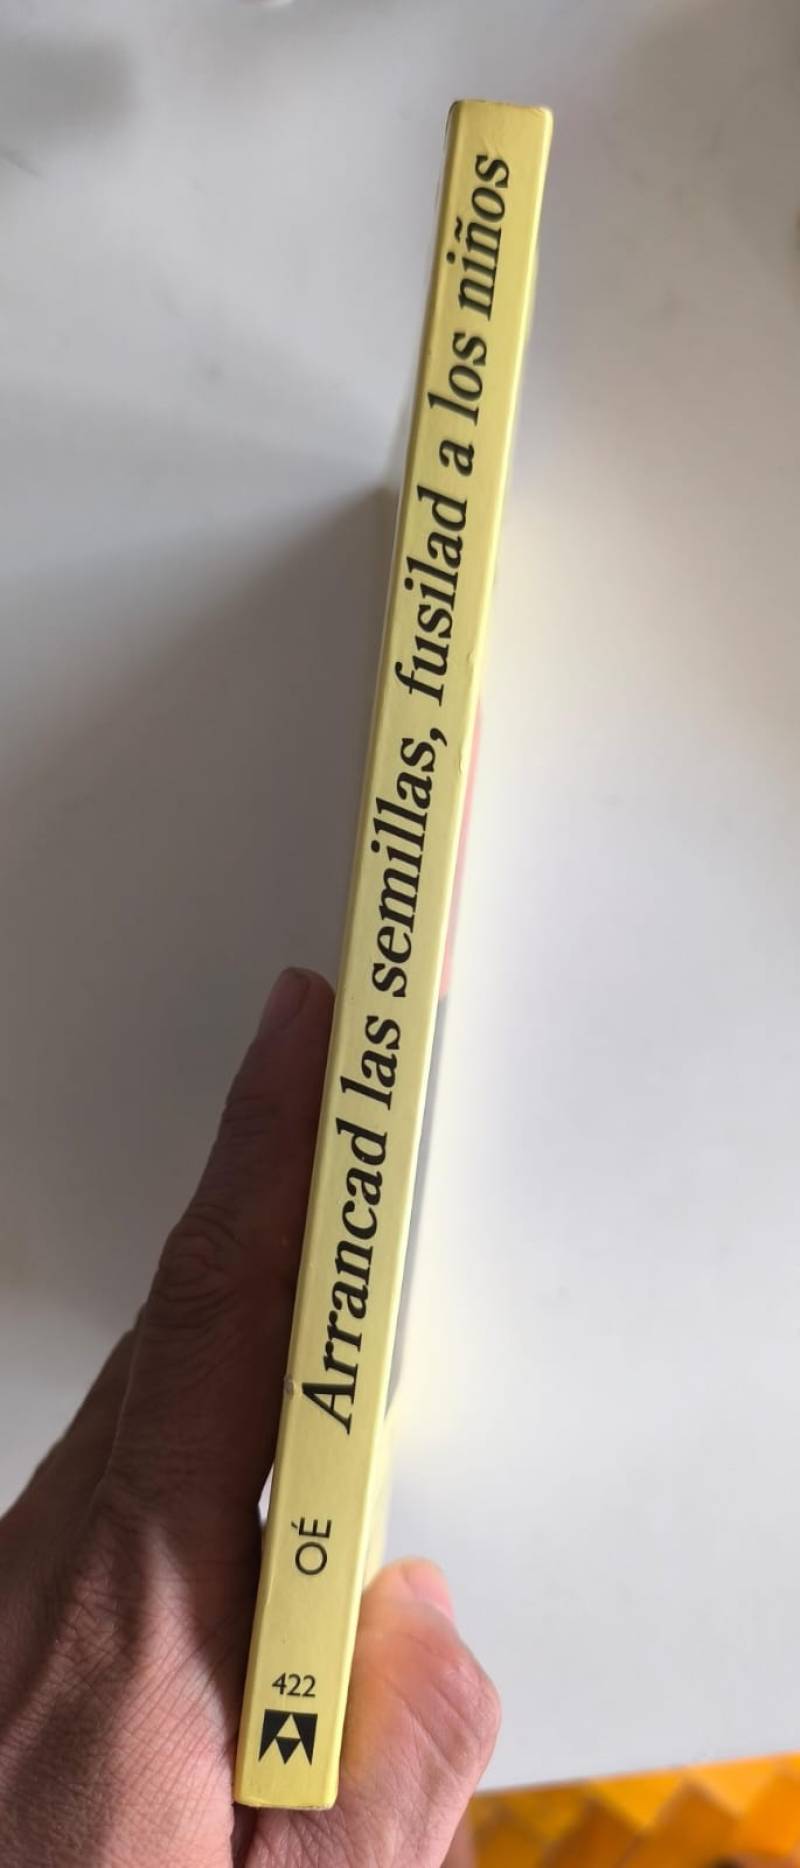 Arrancad las semillas, fusilad a los niños
OÉ
422